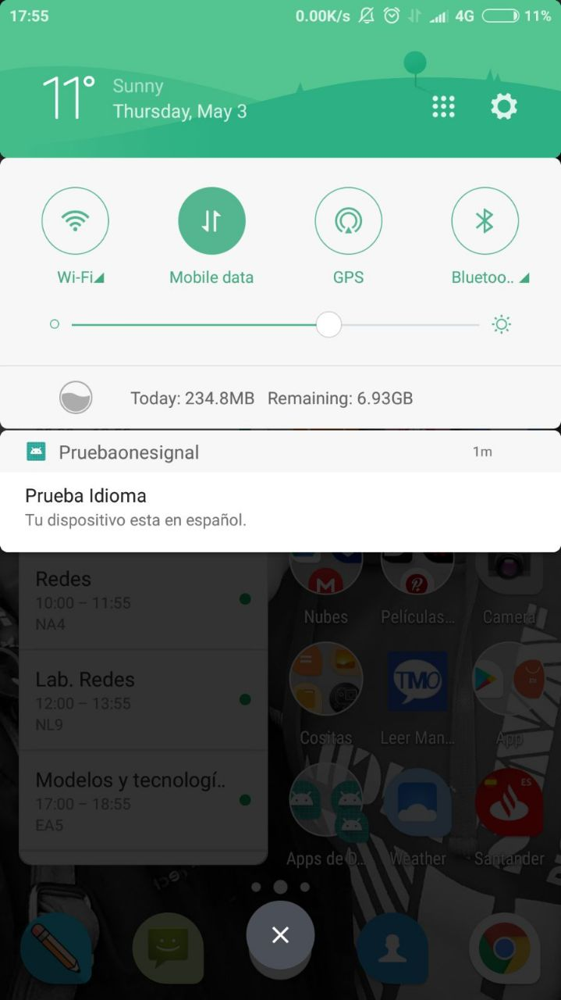 17:55 0.00K/s 4G 11%
11° Sunny
Thursday, May 3
Wi-Fi Mobile data GPS Bluetoo..
Today: 234.8MB Remaining: 6.93GB
Pruebaonesignal 1m
Prueba Idioma
Tu dispositivo esta en español.
Redes
10:00 – 11:55
NA4
Lab. Redes
12:00 – 13:55
NL9
Modelos y tecnologí..
17:00 – 18:55
EA5
Nubes Películas... Camera
TMO
Cositas Leer Man... App
ES
Apps de D... Weather Santander